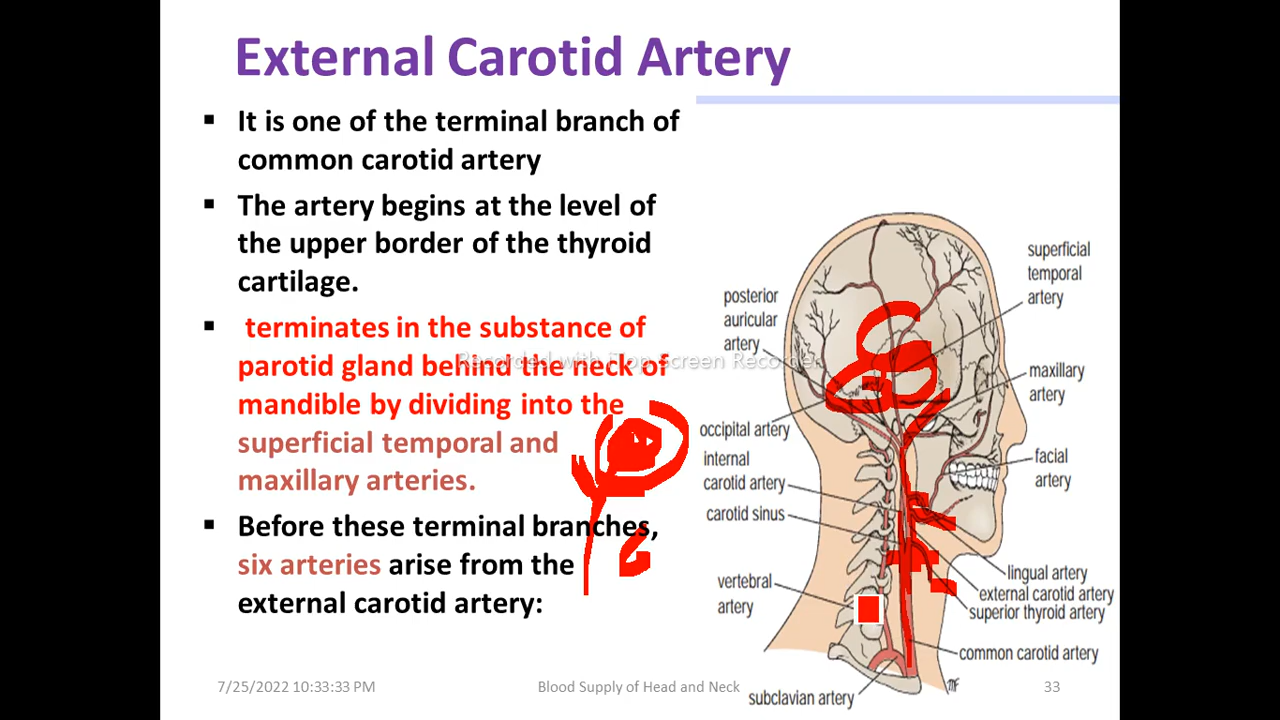 External Carotid Artery
▪ It is one of the terminal branch of
common carotid artery
▪ The artery begins at the level of
the upper border of the thyroid
cartilage.
▪ terminates in the substance of
parotid gland behind the neck of
mandible by dividing into the
superficial temporal and
maxillary arteries.
▪ Before these terminal branches,
six arteries arise from the
external carotid artery:
Recorded with iTop Screen Recorder
superficial
temporal
artery
posterior
auricular
artery
maxillary
artery
occipital artery
internal
carotid artery
facial
artery
carotid sinus
lingual artery
external carotid artery
superior thyroid artery
vertebral
artery
common carotid artery
subclavian artery
7/25/2022 10:33:33 PM
Blood Supply of Head and Neck
33